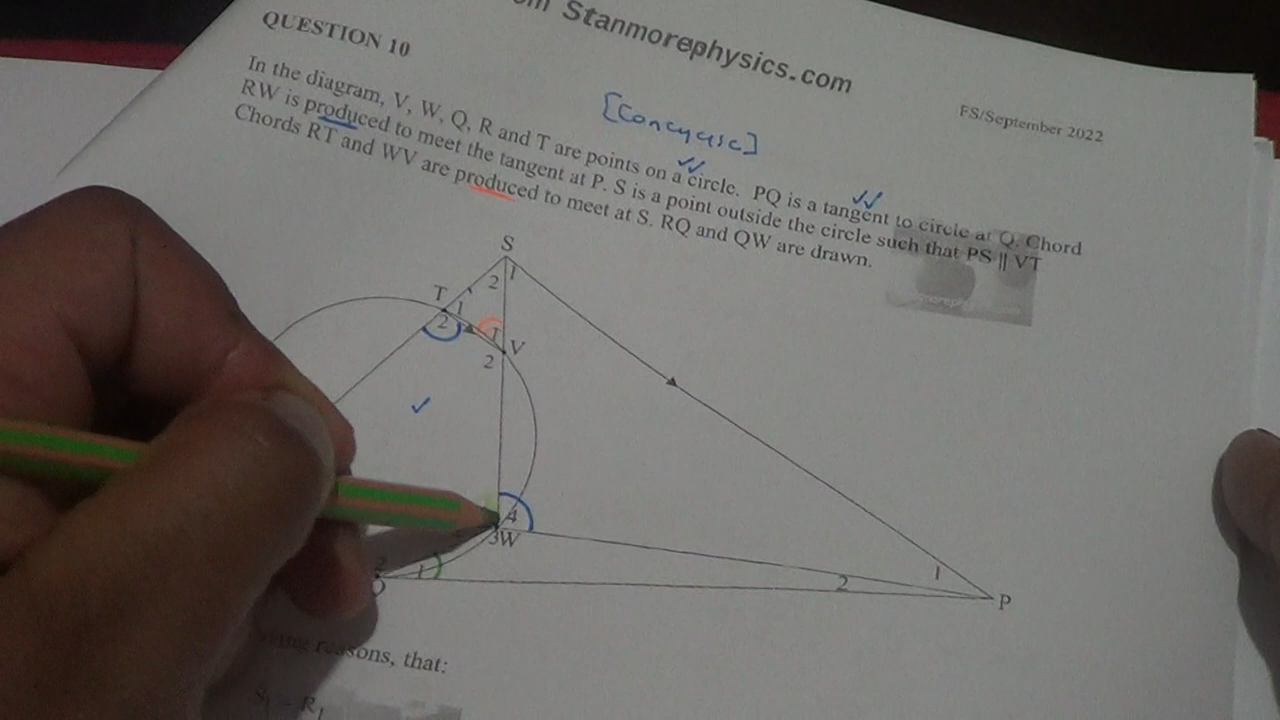 Stanmorephysics.com
QUESTION 10
FS/September 2022
[Concyclic]
In the diagram, V, W, Q, R and T are points on a circle. PQ is a tangent to circle at Q. Chord
RW is produced to meet the tangent at P. S is a point outside the circle such that PS || VT
Chords RT and WV are produced to meet at S. RQ and QW are drawn.
S
1
2
T
1
2
1
V
2
4
3W
1
2
1
P
2
Q
reasons, that:
R1